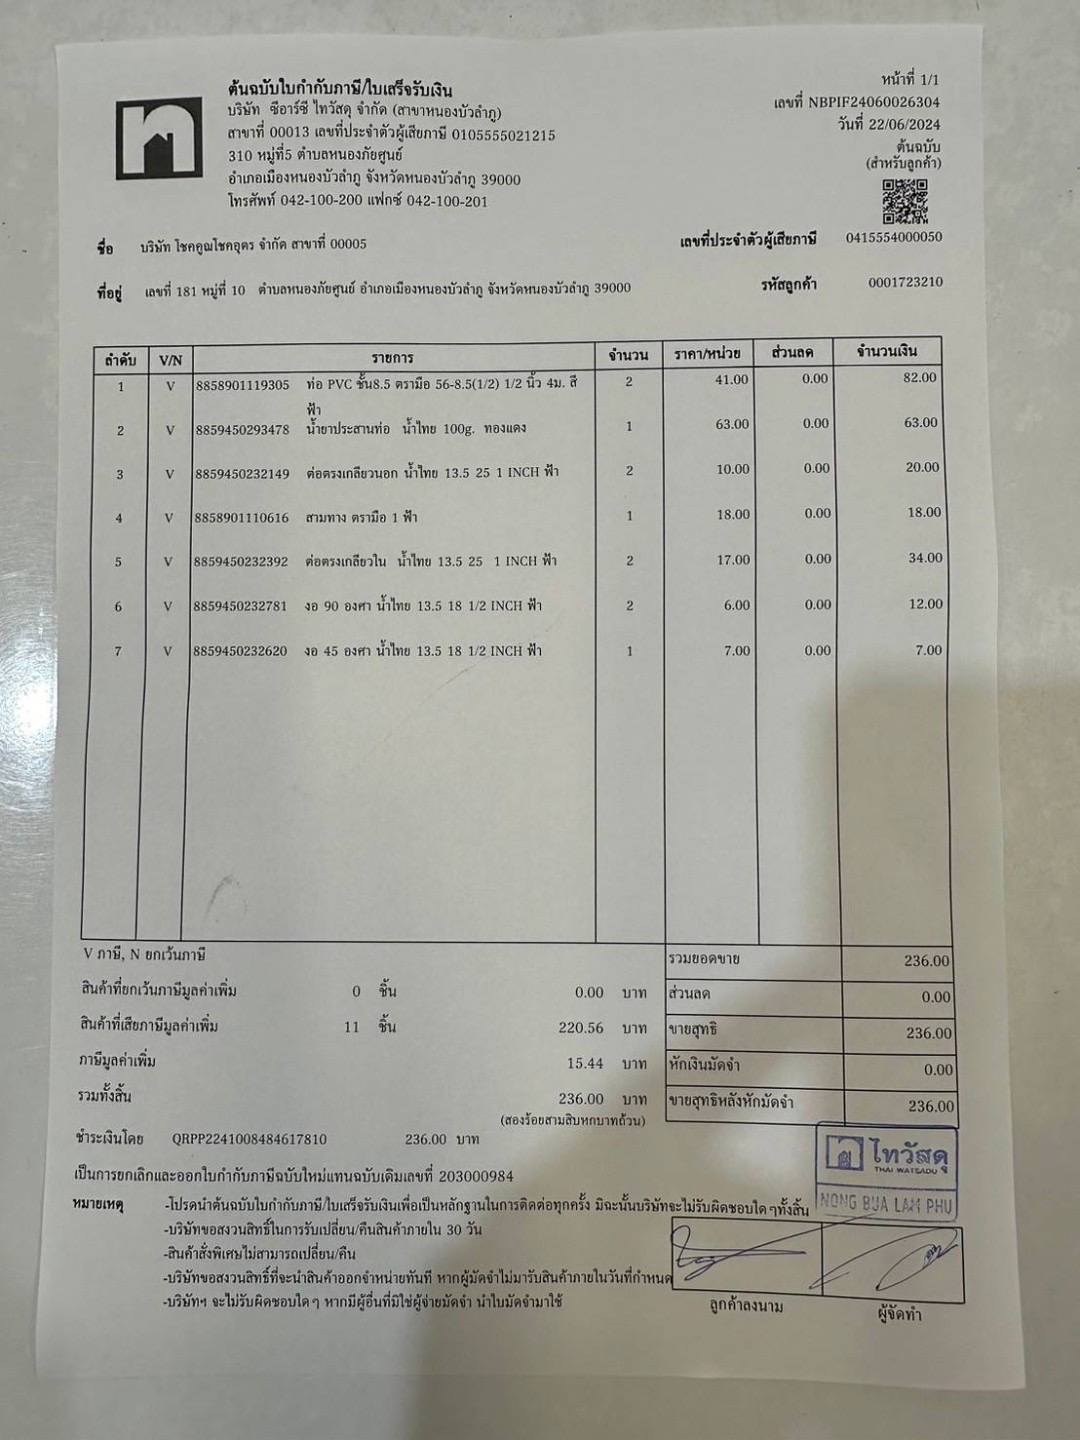 ต้นฉบับใบกำกับภาษี/ใบเสร็จรับเงิน
บริษัท ซีอาร์ซี ไทวัสดุ จำกัด (สาขาหนองบัวลำภู)
สาขาที่ 00013 เลขที่ประจำตัวผู้เสียภาษี 0105555021215
310 หมู่ที่5 ตำบลหนองภัยศูนย์
อำเภอเมืองหนองบัวลำภู จังหวัดหนองบัวลำภู 39000
โทรศัพท์ 042-100-200 แฟกซ์ 042-100-201
หน้าที่ 1/1
เลขที่ NBPIF24060026304
วันที่ 22/06/2024
ต้นฉบับ
(สำหรับลูกค้า)
ชื่อ บริษัท โชคคูณโชคอุดร จำกัด สาขาที่ 00005 เลขที่ประจำตัวผู้เสียภาษี 0415554000050
ที่อยู่ เลขที่ 181 หมู่ที่ 10 ตำบลหนองภัยศูนย์ อำเภอเมืองหนองบัวลำภู จังหวัดหนองบัวลำภู 39000 รหัสลูกค้า 0001723210
ลำดับ V/N รายการ จำนวน ราคา/หน่วย ส่วนลด จำนวนเงิน
1 V 8858901119305 ท่อ PVC ชั้น8.5 ตรามือ 56-8.5(1/2) 1/2 นิ้ว 4ม. สี 2 41.00 0.00 82.00
ฟ้า
2 V 8859450293478 น้ำยาประสานท่อ น้ำไทย 100g. ทองแดง 1 63.00 0.00 63.00
3 V 8859450232149 ต่อตรงเกลียวนอก น้ำไทย 13.5 25 1 INCH ฟ้า 2 10.00 0.00 20.00
4 V 8858901110616 สามทาง ตรามือ 1 ฟ้า 1 18.00 0.00 18.00
5 V 8859450232392 ต่อตรงเกลียวใน น้ำไทย 13.5 25 1 INCH ฟ้า 2 17.00 0.00 34.00
6 V 8859450232781 งอ 90 องศา น้ำไทย 13.5 18 1/2 INCH ฟ้า 2 6.00 0.00 12.00
7 V 8859450232620 งอ 45 องศา น้ำไทย 13.5 18 1/2 INCH ฟ้า 1 7.00 0.00 7.00
V ภาษี, N ยกเว้นภาษี รวมยอดขาย 236.00
สินค้าที่ยกเว้นภาษีมูลค่าเพิ่ม 0 ชิ้น 0.00 บาท ส่วนลด 0.00
สินค้าที่เสียภาษีมูลค่าเพิ่ม 11 ชิ้น 220.56 บาท ขายสุทธิ 236.00
ภาษีมูลค่าเพิ่ม 15.44 บาท หักเงินมัดจำ 0.00
รวมทั้งสิ้น 236.00 บาท ขายสุทธิหลังหักมัดจำ 236.00
(สองร้อยสามสิบหกบาทถ้วน)
ชำระเงินโดย QRPP2241008484617810 236.00 บาท
ไทวัสดุ
THAI WATSADU
NONG BUA LAM PHU
เป็นการยกเลิกและออกใบกำกับภาษีฉบับใหม่แทนฉบับเดิมเลขที่ 203000984
หมายเหตุ -โปรดนำต้นฉบับใบกำกับภาษี/ใบเสร็จรับเงินเพื่อเป็นหลักฐานในการติดต่อทุกครั้ง มิฉะนั้นบริษัทจะไม่รับผิดชอบใดๆทั้งสิ้น
-บริษัทขอสงวนสิทธิ์ในการรับเปลี่ยน/คืนสินค้าภายใน 30 วัน
-สินค้าสั่งพิเศษไม่สามารถเปลี่ยน/คืน
-บริษัทขอสงวนสิทธิ์ที่จะนำสินค้าออกจำหน่ายทันที หากผู้มัดจำไม่มารับสินค้าภายในวันที่กำหนด
-บริษัทฯ จะไม่รับผิดชอบใดๆ หากมีผู้อื่นที่มิใช่ผู้จ่ายมัดจำ นำใบมัดจำมาใช้
ลูกค้าลงนาม ผู้จัดทำ